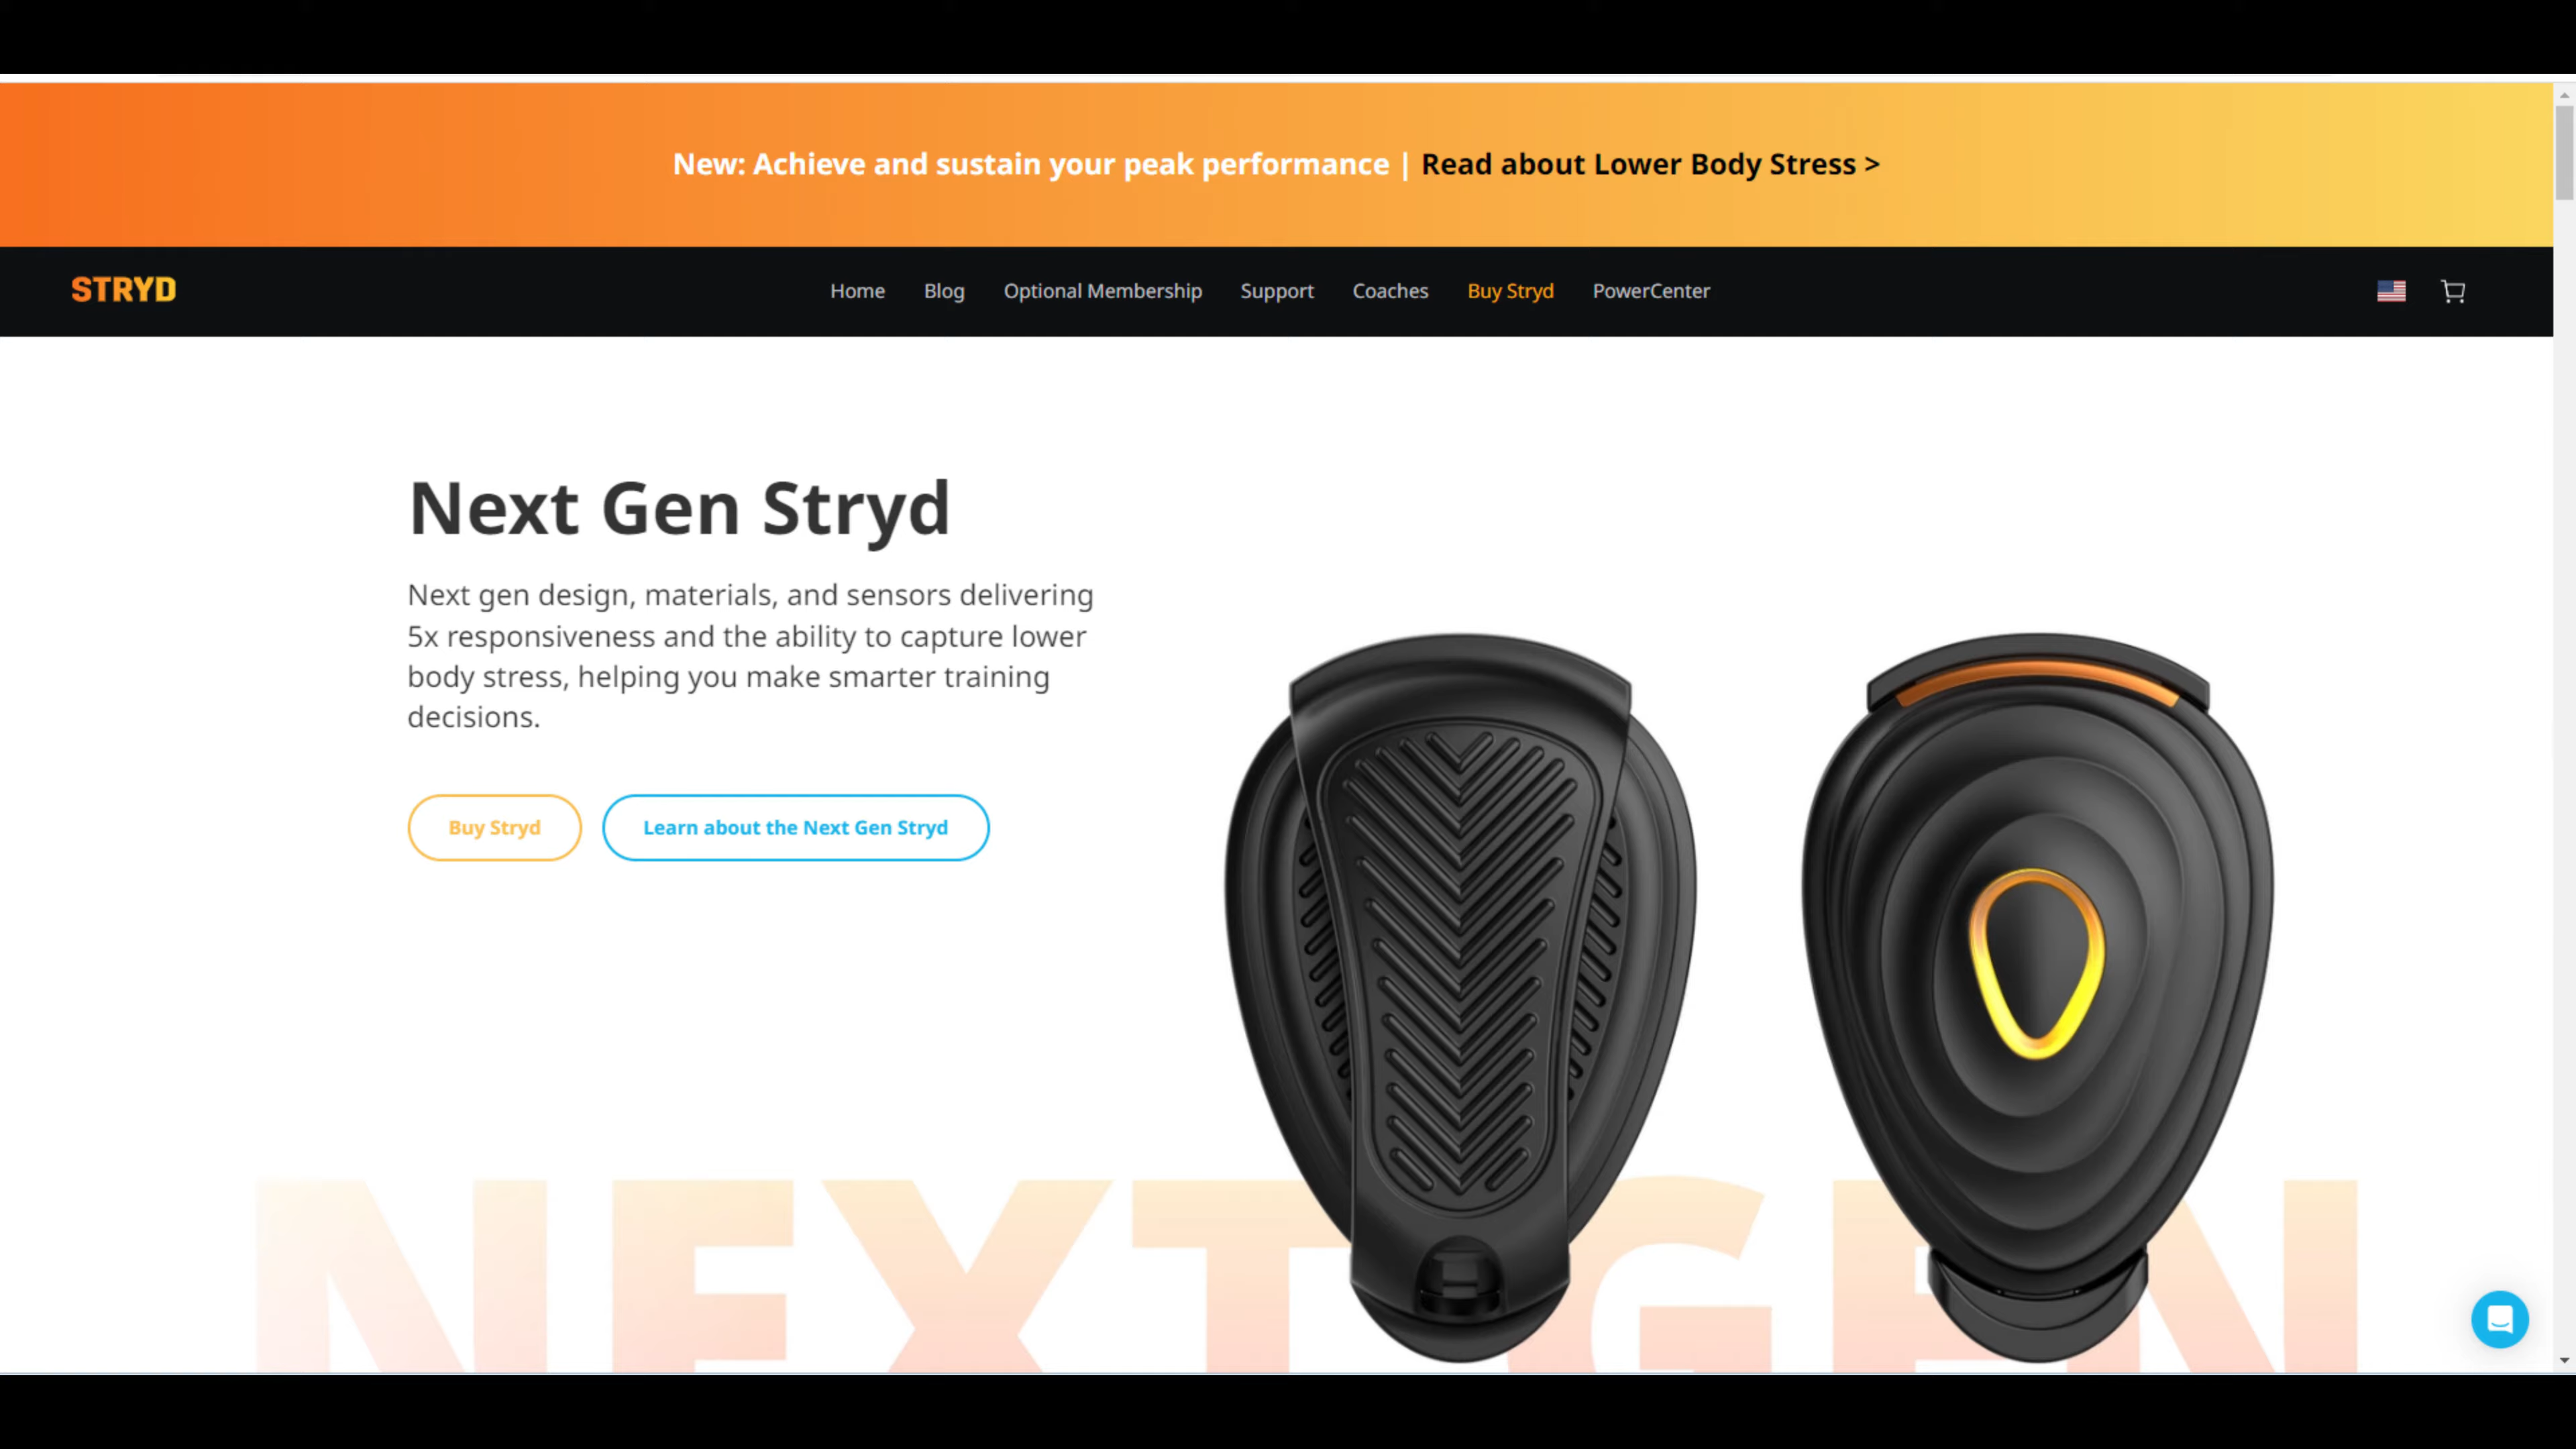 New: Achieve and sustain your peak performance | Read about Lower Body Stress >
STRYD
Home Blog Optional Membership Support Coaches Buy Stryd PowerCenter
Next Gen Stryd
Next gen design, materials, and sensors delivering
5x responsiveness and the ability to capture lower
body stress, helping you make smarter training
decisions.
Buy Stryd Learn about the Next Gen Stryd
NEXT GEN